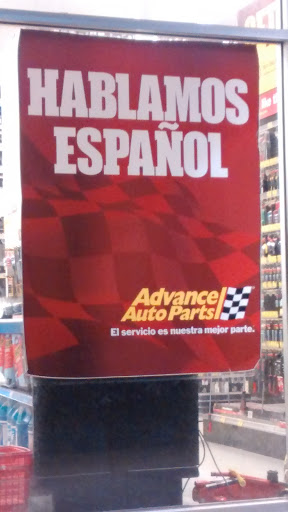 HABLAMOS
ESPAÑOL
Advance
Auto Parts
El servicio es nuestra mejor parte.